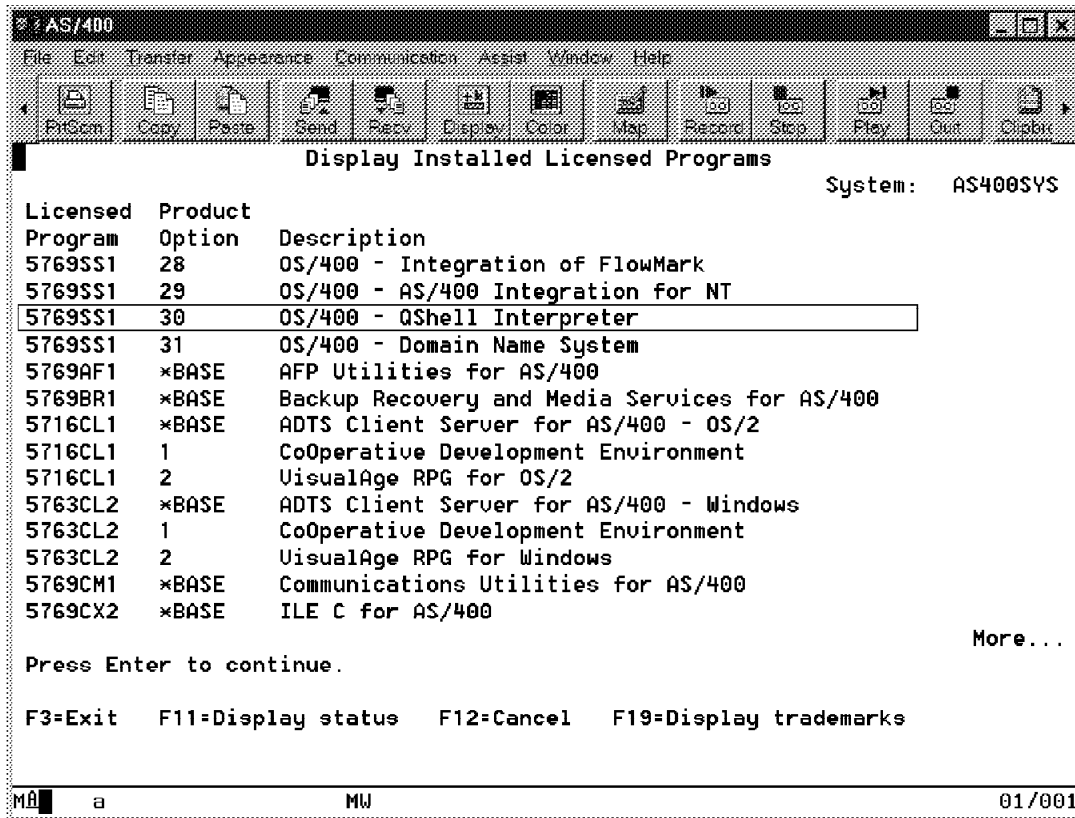 AS/400
File Edit Transfer Appearance Communication Assist Window Help
PrtScrn Copy Paste Send Recv Display Color Map Record Stop Play Quit Clipbrd
Display Installed Licensed Programs
System: AS400SYS
Licensed Product
Program Option Description
5769SS1 28 OS/400 - Integration of FlowMark
5769SS1 29 OS/400 - AS/400 Integration for NT
5769SS1 30 OS/400 - QShell Interpreter
5769SS1 31 OS/400 - Domain Name System
5769AF1 *BASE AFP Utilities for AS/400
5769BR1 *BASE Backup Recovery and Media Services for AS/400
5716CL1 *BASE ADTS Client Server for AS/400 - OS/2
5716CL1 1 CoOperative Development Environment
5716CL1 2 VisualAge RPG for OS/2
5763CL2 *BASE ADTS Client Server for AS/400 - Windows
5763CL2 1 CoOperative Development Environment
5763CL2 2 VisualAge RPG for Windows
5769CM1 *BASE Communications Utilities for AS/400
5769CX2 *BASE ILE C for AS/400
More...
Press Enter to continue.
F3=Exit F11=Display status F12=Cancel F19=Display trademarks
MA a MW 01/001